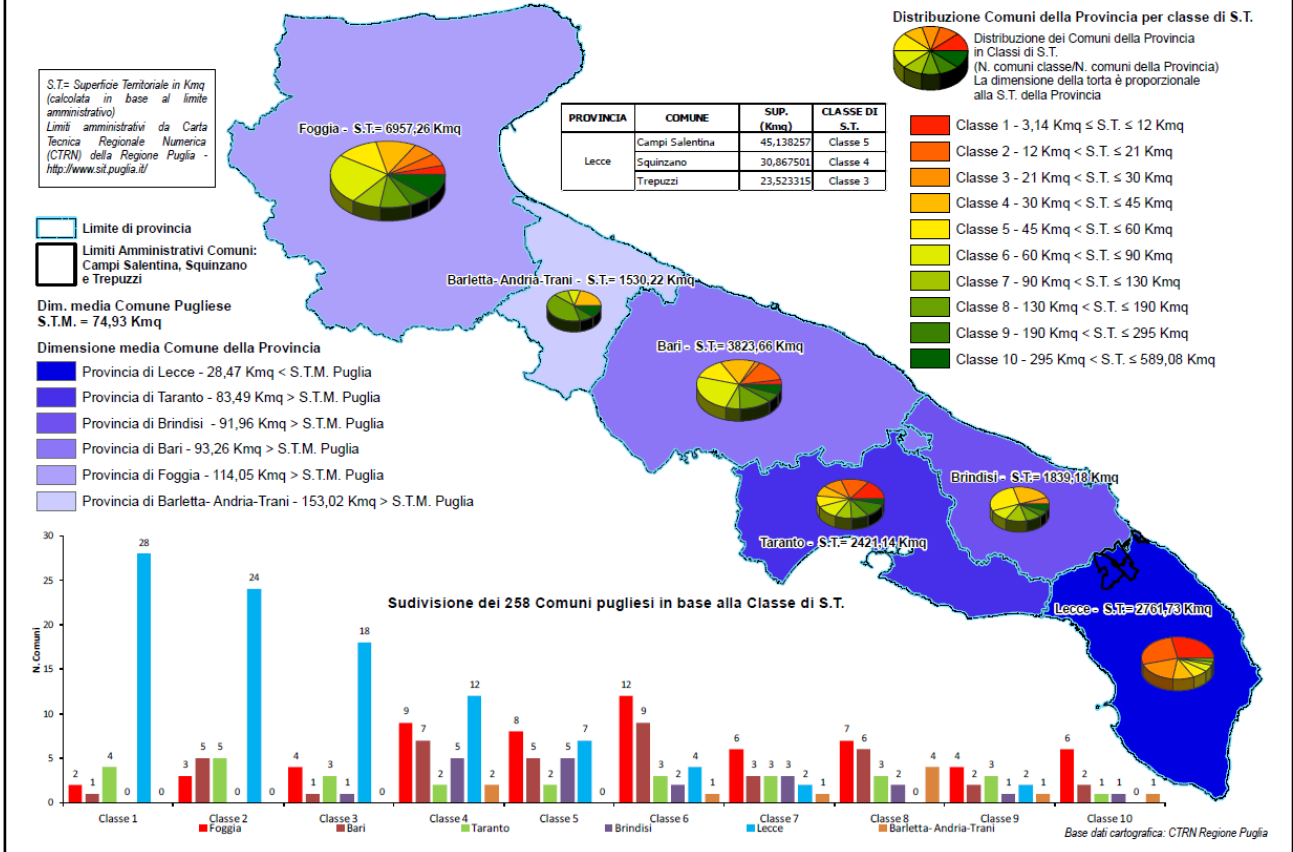 Distribuzione Comuni della Provincia per classe di S.T.
Distribuzione dei Comuni della Provincia
in Classi di S.T.
(N. comuni classe/N. comuni della Provincia)
La dimensione della torta è proporzionale
alla S.T. della Provincia
S.T.= Superficie Territoriale in Kmq
(calcolata in base al limite
amministrativo)
Limiti amministrativi da Carta
Tecnica Regionale Numerica
(CTRN) della Regione Puglia -
http://www.sit.puglia.it/
PROVINCIA COMUNE SUP. (Kmq) CLASSE DI S.T.
Lecce
Campi Salentina 45,138257 Classe 5
Squinzano 30,867501 Classe 4
Trepuzzi 23,523315 Classe 3
Classe 1 - 3,14 Kmq ≤ S.T. ≤ 12 Kmq
Classe 2 - 12 Kmq < S.T. ≤ 21 Kmq
Classe 3 - 21 Kmq < S.T. ≤ 30 Kmq
Classe 4 - 30 Kmq < S.T. ≤ 45 Kmq
Classe 5 - 45 Kmq < S.T. ≤ 60 Kmq
Classe 6 - 60 Kmq < S.T. ≤ 90 Kmq
Classe 7 - 90 Kmq < S.T. ≤ 130 Kmq
Classe 8 - 130 Kmq < S.T. ≤ 190 Kmq
Classe 9 - 190 Kmq < S.T. ≤ 295 Kmq
Classe 10 - 295 Kmq < S.T. ≤ 589,08 Kmq
Foggia - S.T.= 6957,26 Kmq
Barletta- Andria-Trani - S.T.= 1530,22 Kmq
Bari - S.T.= 3823,66 Kmq
Brindisi - S.T.= 1839,18 Kmq
Taranto - S.T.= 2421,14 Kmq
Lecce - S.T.= 2761,73 Kmq
Limite di provincia
Limiti Amministrativi Comuni:
Campi Salentina, Squinzano
e Trepuzzi
Dim. media Comune Pugliese
S.T.M. = 74,93 Kmq
Dimensione media Comune della Provincia
Provincia di Lecce - 28,47 Kmq < S.T.M. Puglia
Provincia di Taranto - 83,49 Kmq > S.T.M. Puglia
Provincia di Brindisi - 91,96 Kmq > S.T.M. Puglia
Provincia di Bari - 93,26 Kmq > S.T.M. Puglia
Provincia di Foggia - 114,05 Kmq > S.T.M. Puglia
Provincia di Barletta- Andria-Trani - 153,02 Kmq > S.T.M. Puglia
Sudivisione dei 258 Comuni pugliesi in base alla Classe di S.T.
N. Comuni
30
25
20
15
10
5
0
2 1 4 0 28 0
3 5 5 0 24 0
4 1 3 1 18 0
9 7 2 5 12 2
8 5 2 5 7 0
12 9 3 2 4 1
6 3 3 3 2 1
7 6 3 2 0 4
4 2 3 1 2 1
6 2 1 1 0 1
Classe 1 Classe 2 Classe 3 Classe 4 Classe 5 Classe 6 Classe 7 Classe 8 Classe 9 Classe 10
Foggia Bari Taranto Brindisi Lecce Barletta- Andria-Trani
Base dati cartografica: CTRN Regione Puglia